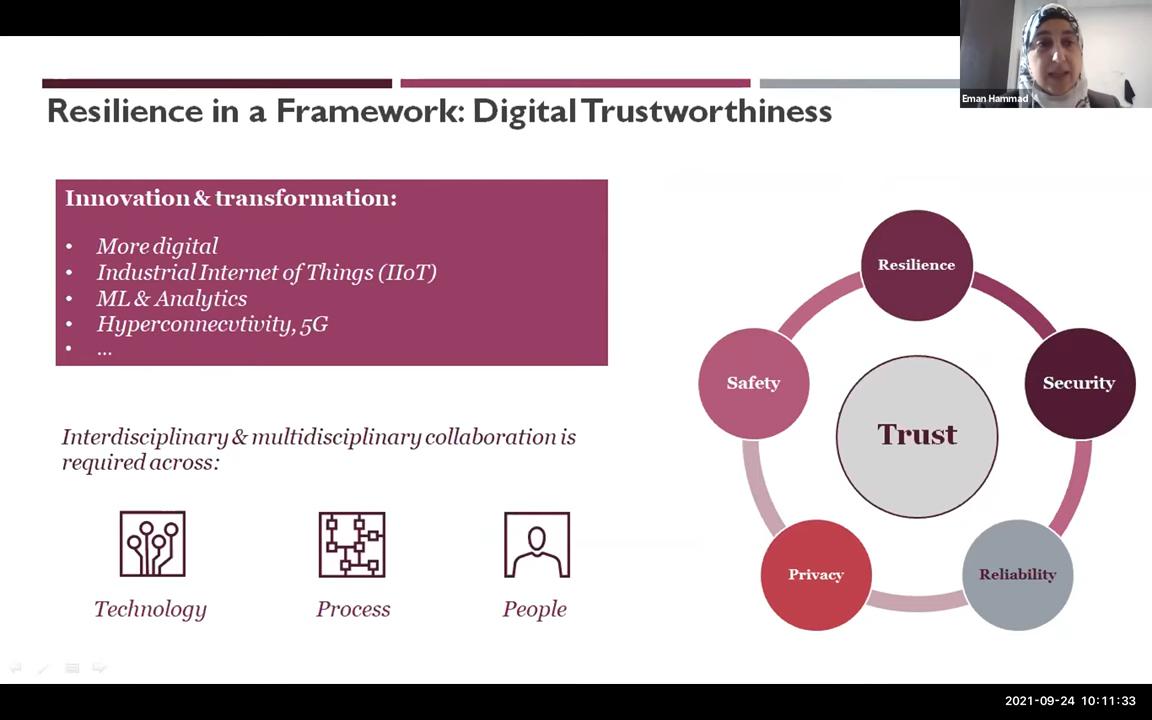 Eman Hammad
Resilience in a Framework: Digital Trustworthiness
Innovation & transformation:
• More digital
• Industrial Internet of Things (IIoT)
• ML & Analytics
• Hyperconnecvtivity, 5G
• ...
Interdisciplinary & multidisciplinary collaboration is
required across:
Technology
Process
People
Resilience
Safety
Security
Trust
Privacy
Reliability
2021-09-24 10:11:33